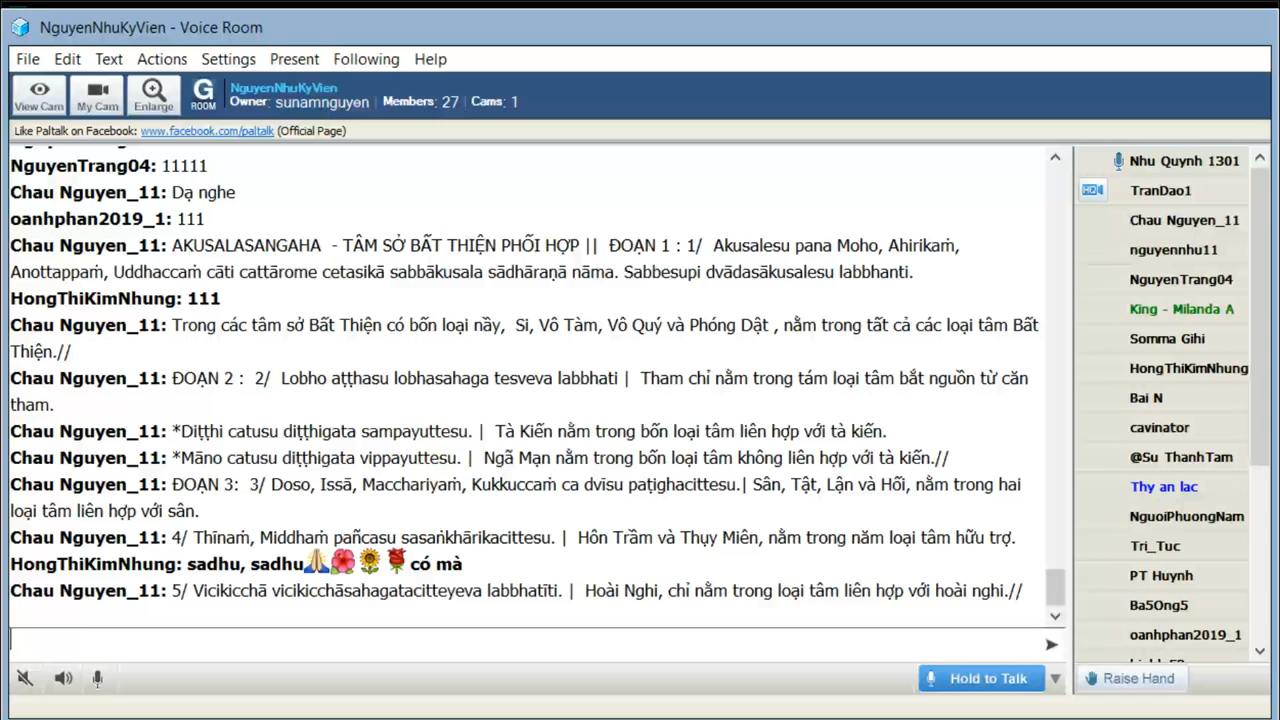 NguyenNhuKyVien - Voice Room
File Edit Text Actions Settings Present Following Help
View Cam My Cam Enlarge G ROOM
NguyenNhuKyVien
Owner: sunamnguyen | Members: 27 | Cams: 1
Like Paltalk on Facebook: www.facebook.com/paltalk (Official Page)
NguyenTrang04: 11111
Chau Nguyen_11: Dạ nghe
oanhphan2019_1: 111
Chau Nguyen_11: AKUSALASANGAHA - TÂM SỞ BẤT THIỆN PHỐI HỢP || ĐOẠN 1 : 1/ Akusalesu pana Moho, Ahirikaṁ,
Anottappaṁ, Uddhaccaṁ cāti cattārome cetasikā sabbākusala sādhāraṇā nāma. Sabbesupi dvādasākusalesu labbhanti.
HongThiKimNhung: 111
Chau Nguyen_11: Trong các tâm sở Bất Thiện có bốn loại nầy, Si, Vô Tàm, Vô Quý và Phóng Dật , nằm trong tất cả các loại tâm Bất
Thiện.//
Chau Nguyen_11: ĐOẠN 2 : 2/ Lobho aṭṭhasu lobhasahaga tesveva labbhati | Tham chỉ nằm trong tám loại tâm bắt nguồn từ căn
tham.
Chau Nguyen_11: *Diṭṭhi catusu diṭṭhigata sampayuttesu. | Tà Kiến nằm trong bốn loại tâm liên hợp với tà kiến.
Chau Nguyen_11: *Māno catusu diṭṭhigata vippayuttesu. | Ngã Mạn nằm trong bốn loại tâm không liên hợp với tà kiến.//
Chau Nguyen_11: ĐOẠN 3: 3/ Doso, Issā, Macchariyaṁ, Kukkuccaṁ ca dvīsu paṭighacittesu.| Sân, Tật, Lận và Hối, nằm trong hai
loại tâm liên hợp với sân.
Chau Nguyen_11: 4/ Thīnaṁ, Middhaṁ pañcasu sasaṅkhārikacittesu. | Hôn Trầm và Thụy Miên, nằm trong năm loại tâm hữu trợ.
HongThiKimNhung: sadhu, sadhu🙏🌺🌻🌹có mà
Chau Nguyen_11: 5/ Vicikicchā vicikicchāsahagatacitteyeva labbhatīti. | Hoài Nghi, chỉ nằm trong loại tâm liên hợp với hoài nghi.//
Hold to Talk
Nhu Quynh 1301
TranDao1
Chau Nguyen_11
nguyennhu11
NguyenTrang04
King - Milanda A
Somma Gihi
HongThiKimNhung
Bai N
cavinator
@Su ThanhTam
Thy an lac
NguoiPhuongNam
Tri_Tuc
PT Huynh
Ba5Ong5
oanhphan2019_1
Raise Hand